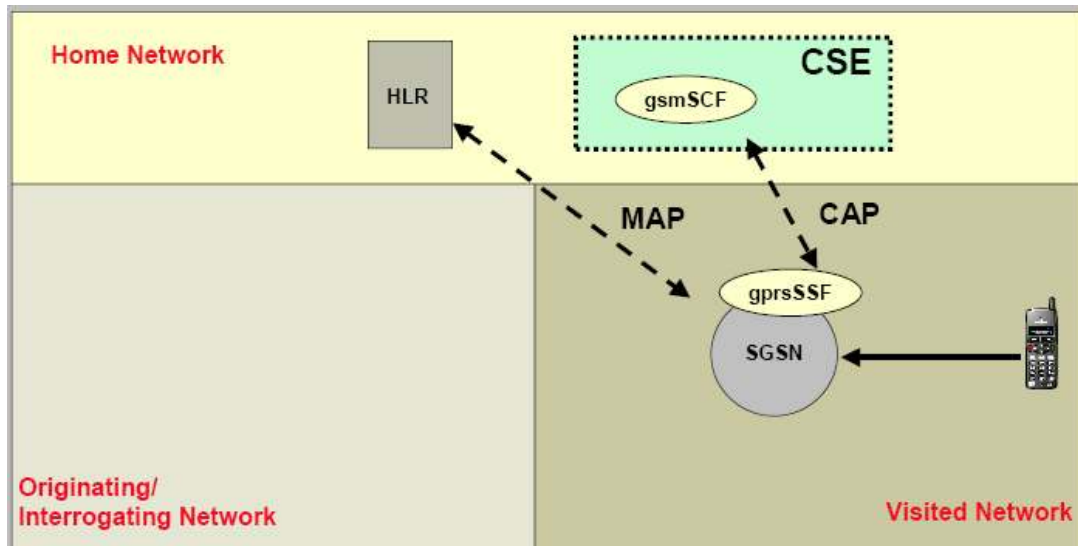 Home Network
HLR
CSE
gsmSCF
MAP
CAP
gprsSSF
SGSN
Originating/
Interrogating Network
Visited Network